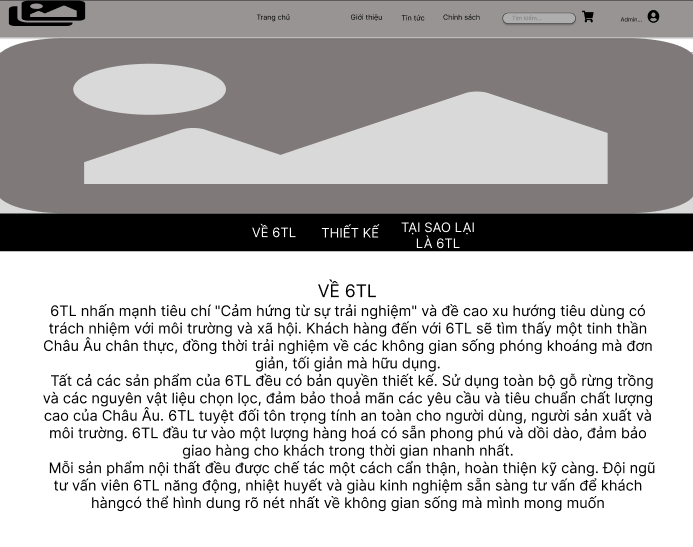 Trang chủ Giới thiệu Tin tức Chính sách Tìm kiếm... Admin...
VỀ 6TL THIẾT KẾ TẠI SAO LẠI
LÀ 6TL
VỀ 6TL
6TL nhấn mạnh tiêu chí "Cảm hứng từ sự trải nghiệm" và đề cao xu hướng tiêu dùng có
trách nhiệm với môi trường và xã hội. Khách hàng đến với 6TL sẽ tìm thấy một tinh thần
Châu Âu chân thực, đồng thời trải nghiệm về các không gian sống phóng khoáng mà đơn
giản, tối giản mà hữu dụng.
Tất cả các sản phẩm của 6TL đều có bản quyền thiết kế. Sử dụng toàn bộ gỗ rừng trồng
và các nguyên vật liệu chọn lọc, đảm bảo thoả mãn các yêu cầu và tiêu chuẩn chất lượng
cao của Châu Âu. 6TL tuyệt đối tôn trọng tính an toàn cho người dùng, người sản xuất và
môi trường. 6TL đầu tư vào một lượng hàng hoá có sẵn phong phú và dồi dào, đảm bảo
giao hàng cho khách trong thời gian nhanh nhất.
Mỗi sản phẩm nội thất đều được chế tác một cách cẩn thận, hoàn thiện kỹ càng. Đội ngũ
tư vấn viên 6TL năng động, nhiệt huyết và giàu kinh nghiệm sẵn sàng tư vấn để khách
hàngcó thể hình dung rõ nét nhất về không gian sống mà mình mong muốn